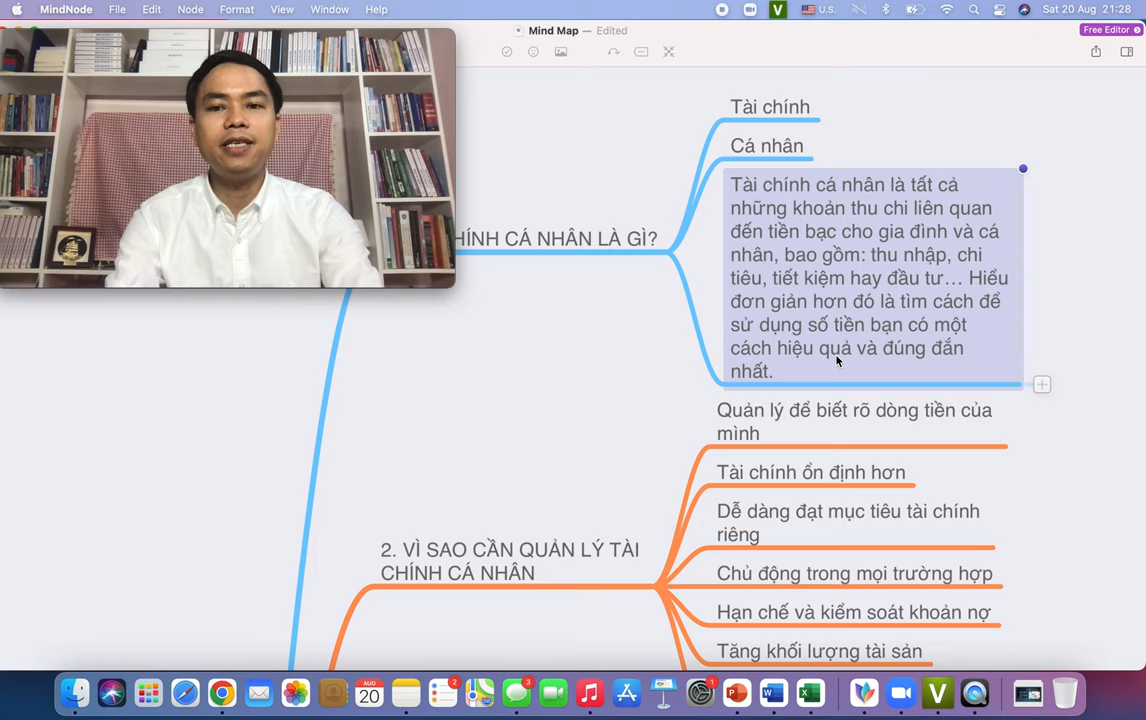 MindNode File Edit Node Format View Window Help
V U.S. Sat 20 Aug 21:28
Mind Map — Edited
Free Editor
Tài chính
Cá nhân
Tài chính cá nhân là tất cả
những khoản thu chi liên quan
đến tiền bạc cho gia đình và cá
nhân, bao gồm: thu nhập, chi
tiêu, tiết kiệm hay đầu tư... Hiểu
đơn giản hơn đó là tìm cách để
sử dụng số tiền bạn có một
cách hiệu quả và đúng đắn
nhất.
HÍNH CÁ NHÂN LÀ GÌ?
Quản lý để biết rõ dòng tiền của
mình
Tài chính ổn định hơn
Dễ dàng đạt mục tiêu tài chính
riêng
2. VÌ SAO CẦN QUẢN LÝ TÀI
CHÍNH CÁ NHÂN
Chủ động trong mọi trường hợp
Hạn chế và kiểm soát khoản nợ
Tăng khối lượng tài sản
AUG
20
2
3
1
P
W
X
V